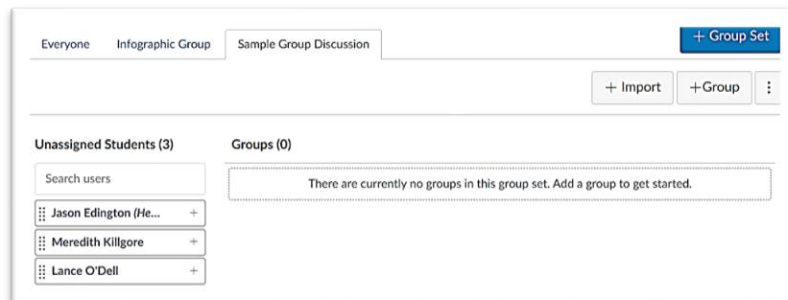 Everyone Infographic Group Sample Group Discussion + Group Set
+ Import +Group
Unassigned Students (3) Groups (0)
Search users
There are currently no groups in this group set. Add a group to get started.
Jason Edington (He... +
Meredith Killgore +
Lance O'Dell +